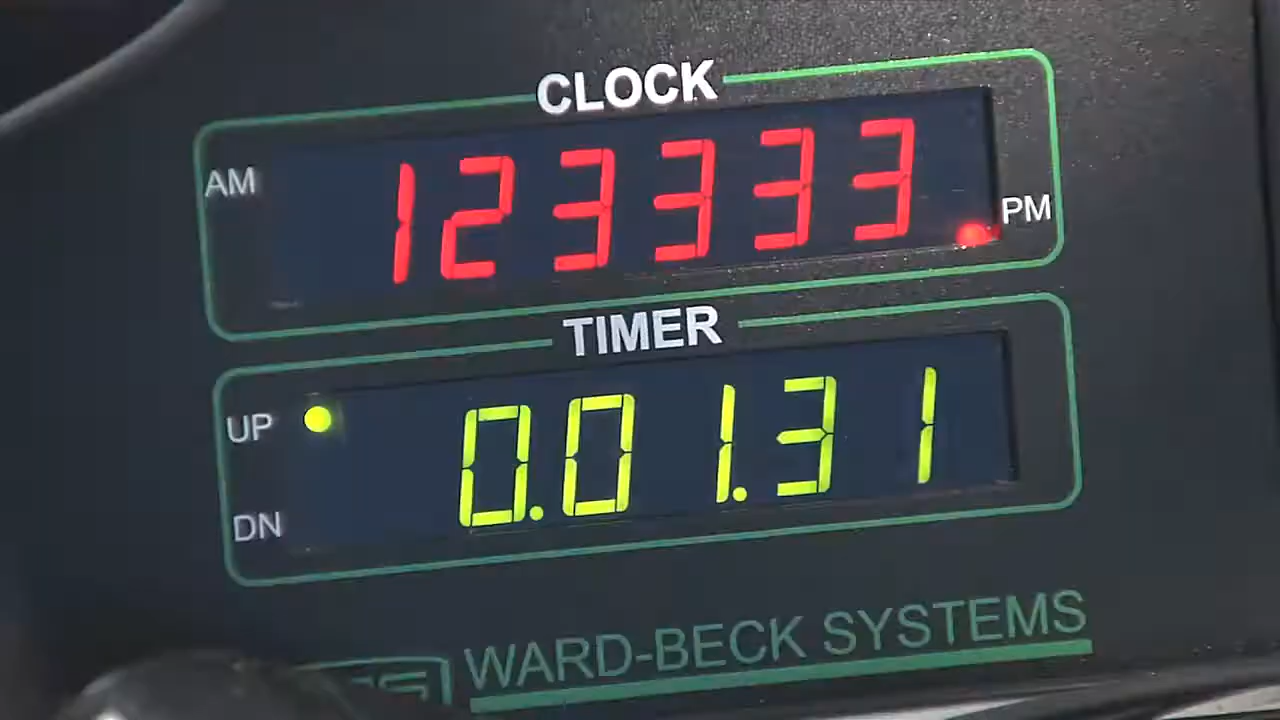 CLOCK
AM 123333 PM
TIMER
UP 0.01.31
DN
WARD-BECK SYSTEMS